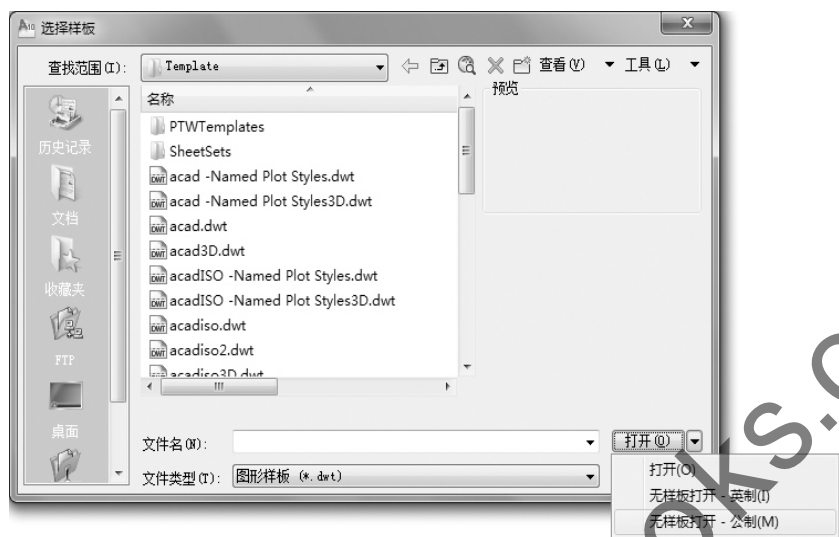 选择样板
查找范围(I):
Template
查看(V)
工具(L)
名称
预览
历史记录
文档
收藏夹
FTP
桌面
PTWTemplates
SheetSets
acad -Named Plot Styles.dwt
acad -Named Plot Styles3D.dwt
acad.dwt
acad3D.dwt
acadISO -Named Plot Styles.dwt
acadISO -Named Plot Styles3D.dwt
acadiso.dwt
acadiso2.dwt
acadiso3D.dwt
文件名(N):
打开(O)
文件类型(T):
图形样板 (*.dwt)
打开(O)
无样板打开 - 英制(I)
无样板打开 - 公制(M)